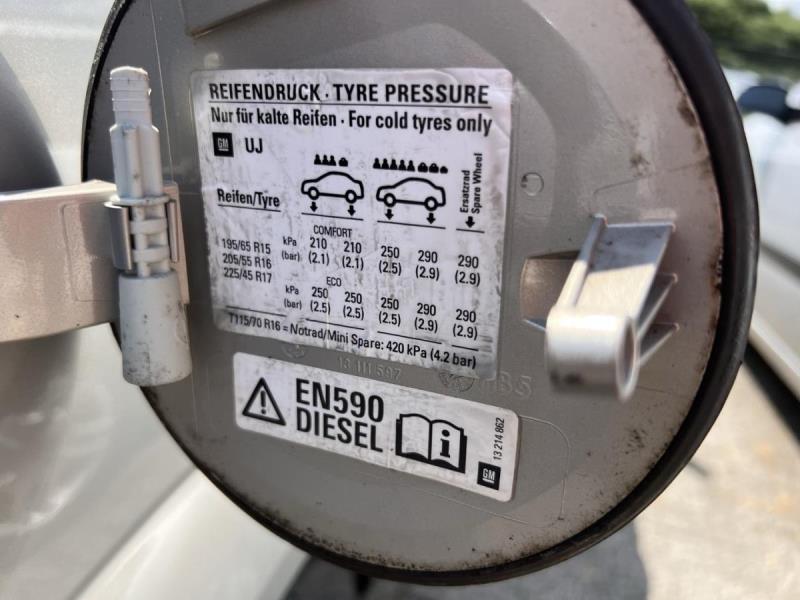 REIFENDRUCK · TYRE PRESSURE
Nur für kalte Reifen · For cold tyres only
GM UJ
Reifen/Tyre
Ersatzrad
Spare Wheel
COMFORT
195/65 R15 kPa 210 210 250 290 290
205/55 R16 (bar) (2.1) (2.1) (2.5) (2.9) (2.9)
225/45 R17
ECO
kPa 250 250 250 290 290
(bar) (2.5) (2.5) (2.5) (2.9) (2.9)
T115/70 R16 = Notrad/Mini Spare: 420 kPa (4.2 bar)
EN590
DIESEL
i
13 214 862
GM